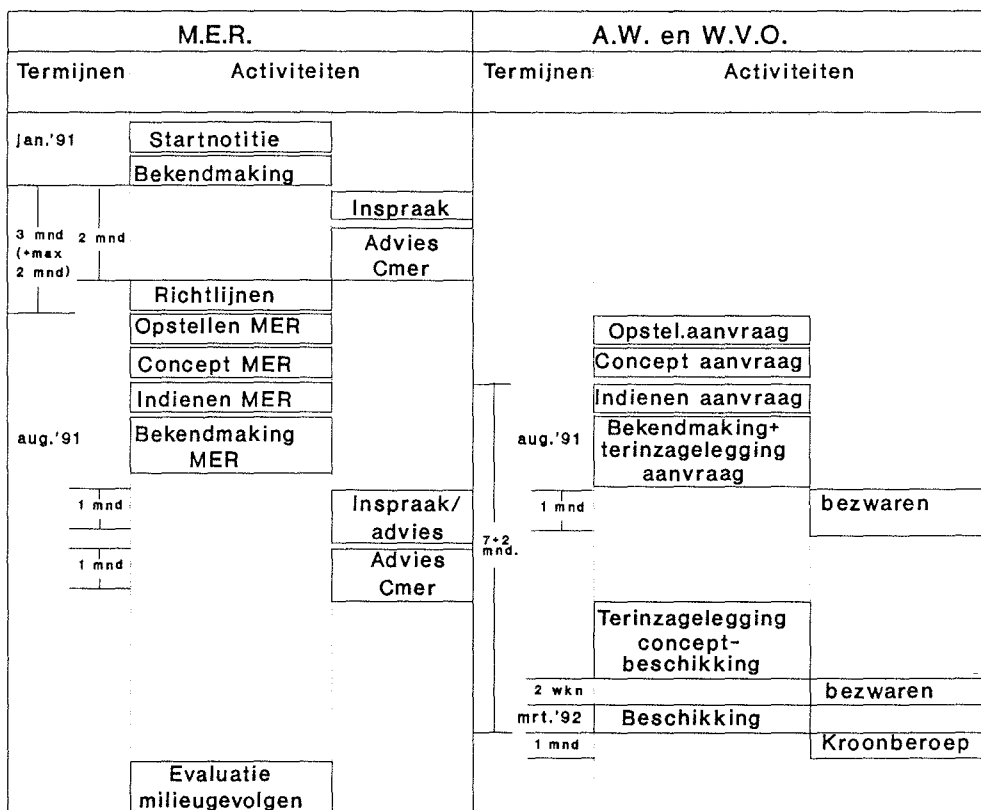 M.E.R.
A.W. en W.V.O.
Termijnen
Activiteiten
Termijnen
Activiteiten
jan.'91
Startnotitie
Bekendmaking
Inspraak
3 mnd
(+max
2 mnd)
2 mnd
Advies
Cmer
Richtlijnen
Opstellen MER
Opstel.aanvraag
Concept MER
Concept aanvraag
Indienen MER
Indienen aanvraag
aug.'91
Bekendmaking
MER
aug.'91
Bekendmaking+
terinzagelegging
aanvraag
1 mnd
Inspraak/
advies
1 mnd
bezwaren
7+2
mnd.
1 mnd
Advies
Cmer
Terinzagelegging
concept-
beschikking
2 wkn
bezwaren
mrt.'92
Beschikking
1 mnd
Kroonberoep
Evaluatie
milieugevolgen